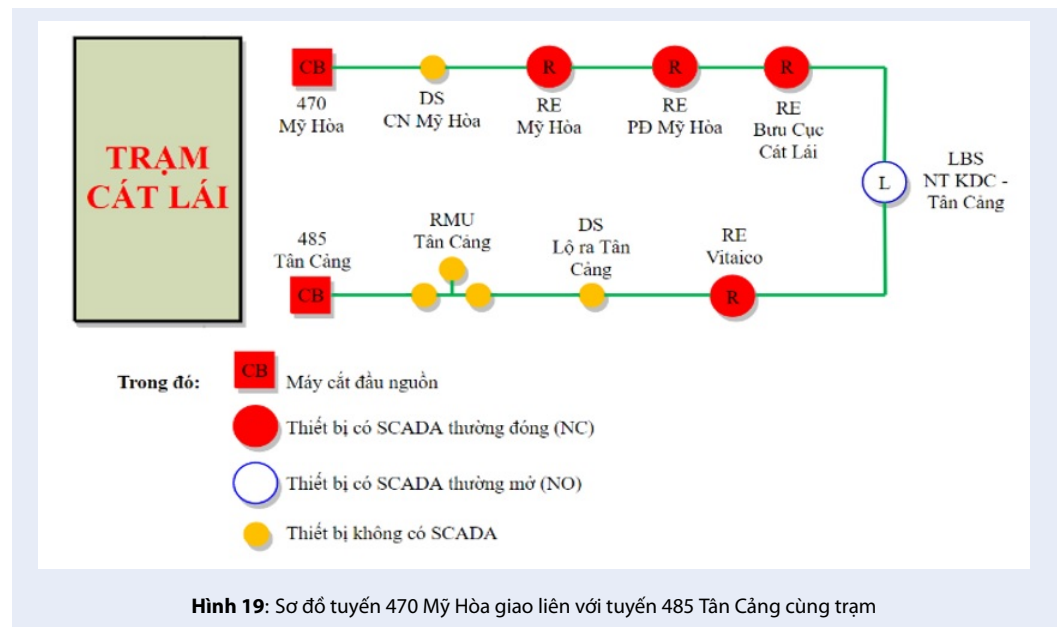 TRẠM
CÁT LÁI
CB
470
Mỹ Hòa
DS
CN Mỹ Hòa
R
RE
Mỹ Hòa
R
RE
PĐ Mỹ Hòa
R
RE
Bưu Cục
Cát Lái
L
LBS
NT KDC -
Tân Cảng
485
Tân Cảng
CB
RMU
Tân Cảng
DS
Lộ ra Tân
Cảng
RE
Vitaico
R
Trong đó:
CB
Máy cắt đầu nguồn
Thiết bị có SCADA thường đóng (NC)
Thiết bị có SCADA thường mở (NO)
Thiết bị không có SCADA
Hình 19: Sơ đồ tuyến 470 Mỹ Hòa giao liên với tuyến 485 Tân Cảng cùng trạm